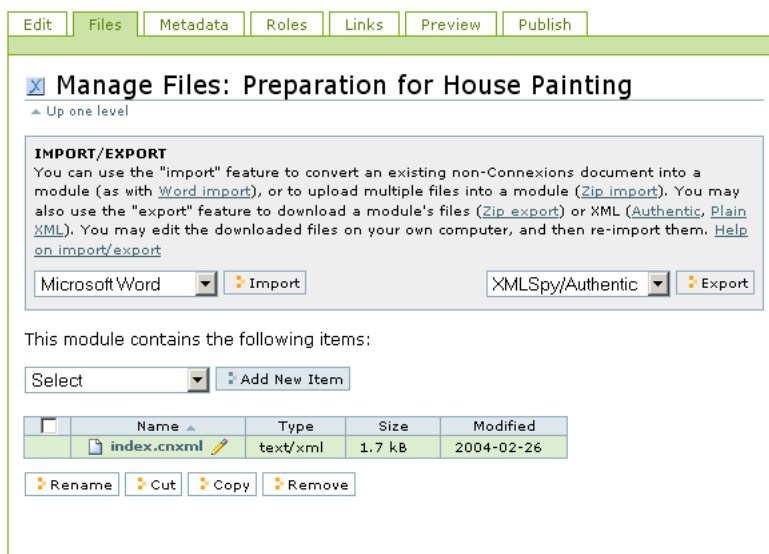 Edit Files Metadata Roles Links Preview Publish
Manage Files: Preparation for House Painting
Up one level
IMPORT/EXPORT
You can use the "import" feature to convert an existing non-Connexions document into a
module (as with Word import), or to upload multiple files into a module (Zip import). You may
also use the "export" feature to download a module's files (Zip export) or XML (Authentic, Plain
XML). You may edit the downloaded files on your own computer, and then re-import them. Help
on import/export
Microsoft Word Import XMLSpy/Authentic Export
This module contains the following items:
Select Add New Item
Name Type Size Modified
index.cnxml text/xml 1.7 kB 2004-02-26
Rename Cut Copy Remove